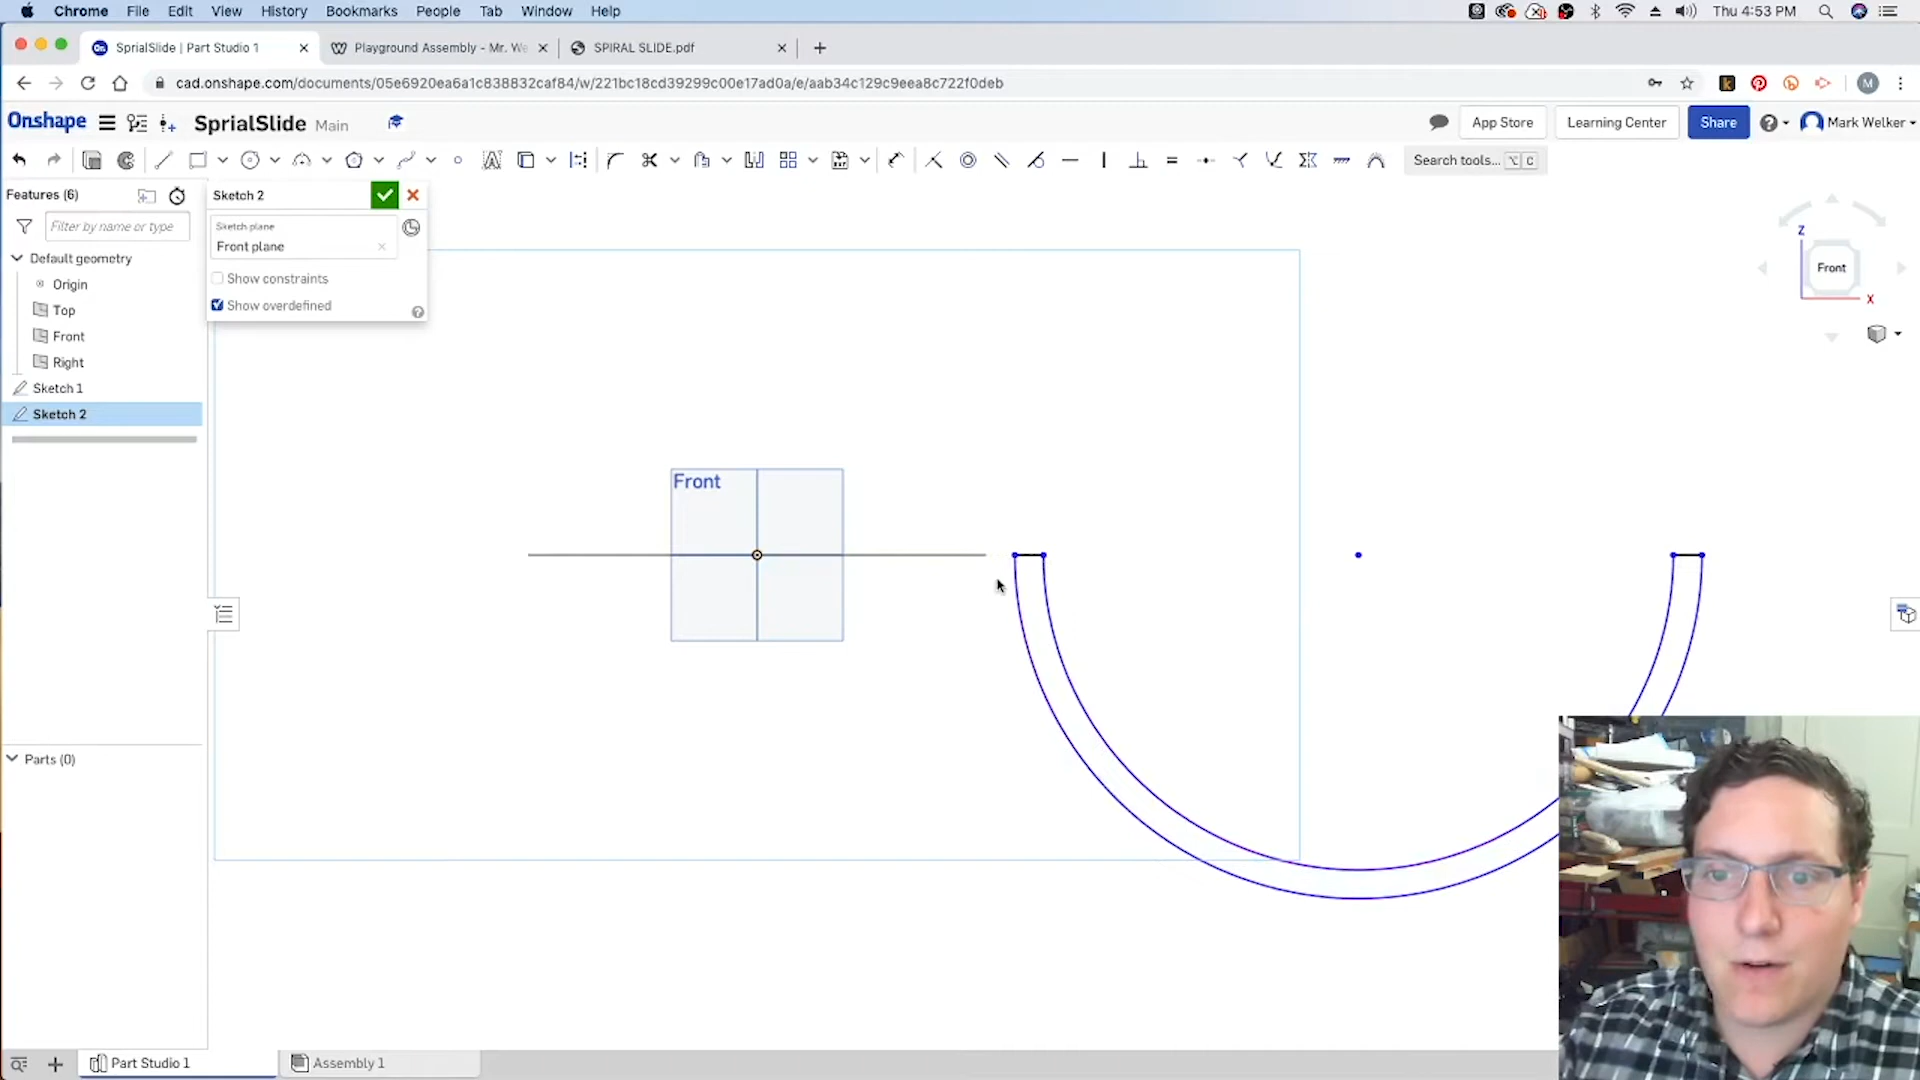 Chrome File Edit View History Bookmarks People Tab Window Help Thu 4:53 PM
SprialSlide | Part Studio 1 Playground Assembly - Mr. We SPIRAL SLIDE.pdf
cad.onshape.com/documents/05e6920ea6a1c838832caf84/w/221bc18cd39299c00e17ad0a/e/aab34c129c9eea8c722f0deb M
Onshape SprialSlide Main App Store Learning Center Share Mark Welker
Search tools... ⌥ C
Features (6) Sketch 2
Filter by name or type Sketch plane
Front plane
Default geometry
Show constraints
Origin
Show overdefined
Top
Front
Right
Sketch 1
Sketch 2
Z
Front
X
Front
Parts (0)
Part Studio 1 Assembly 1